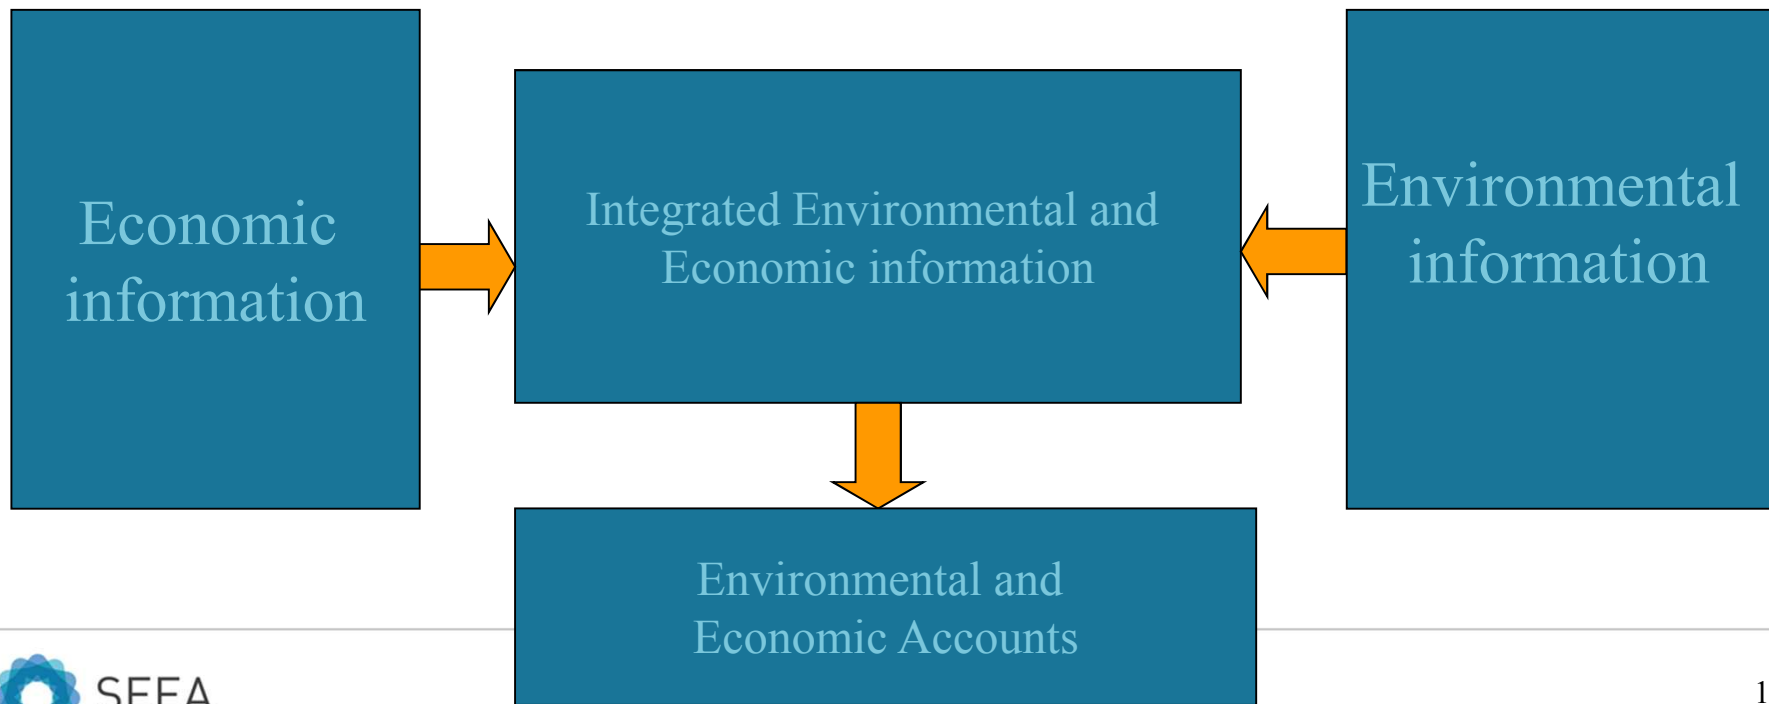 Economic
information
Integrated Environmental and
Economic information
Environmental
information
Environmental and
Economic Accounts
SEEA
1